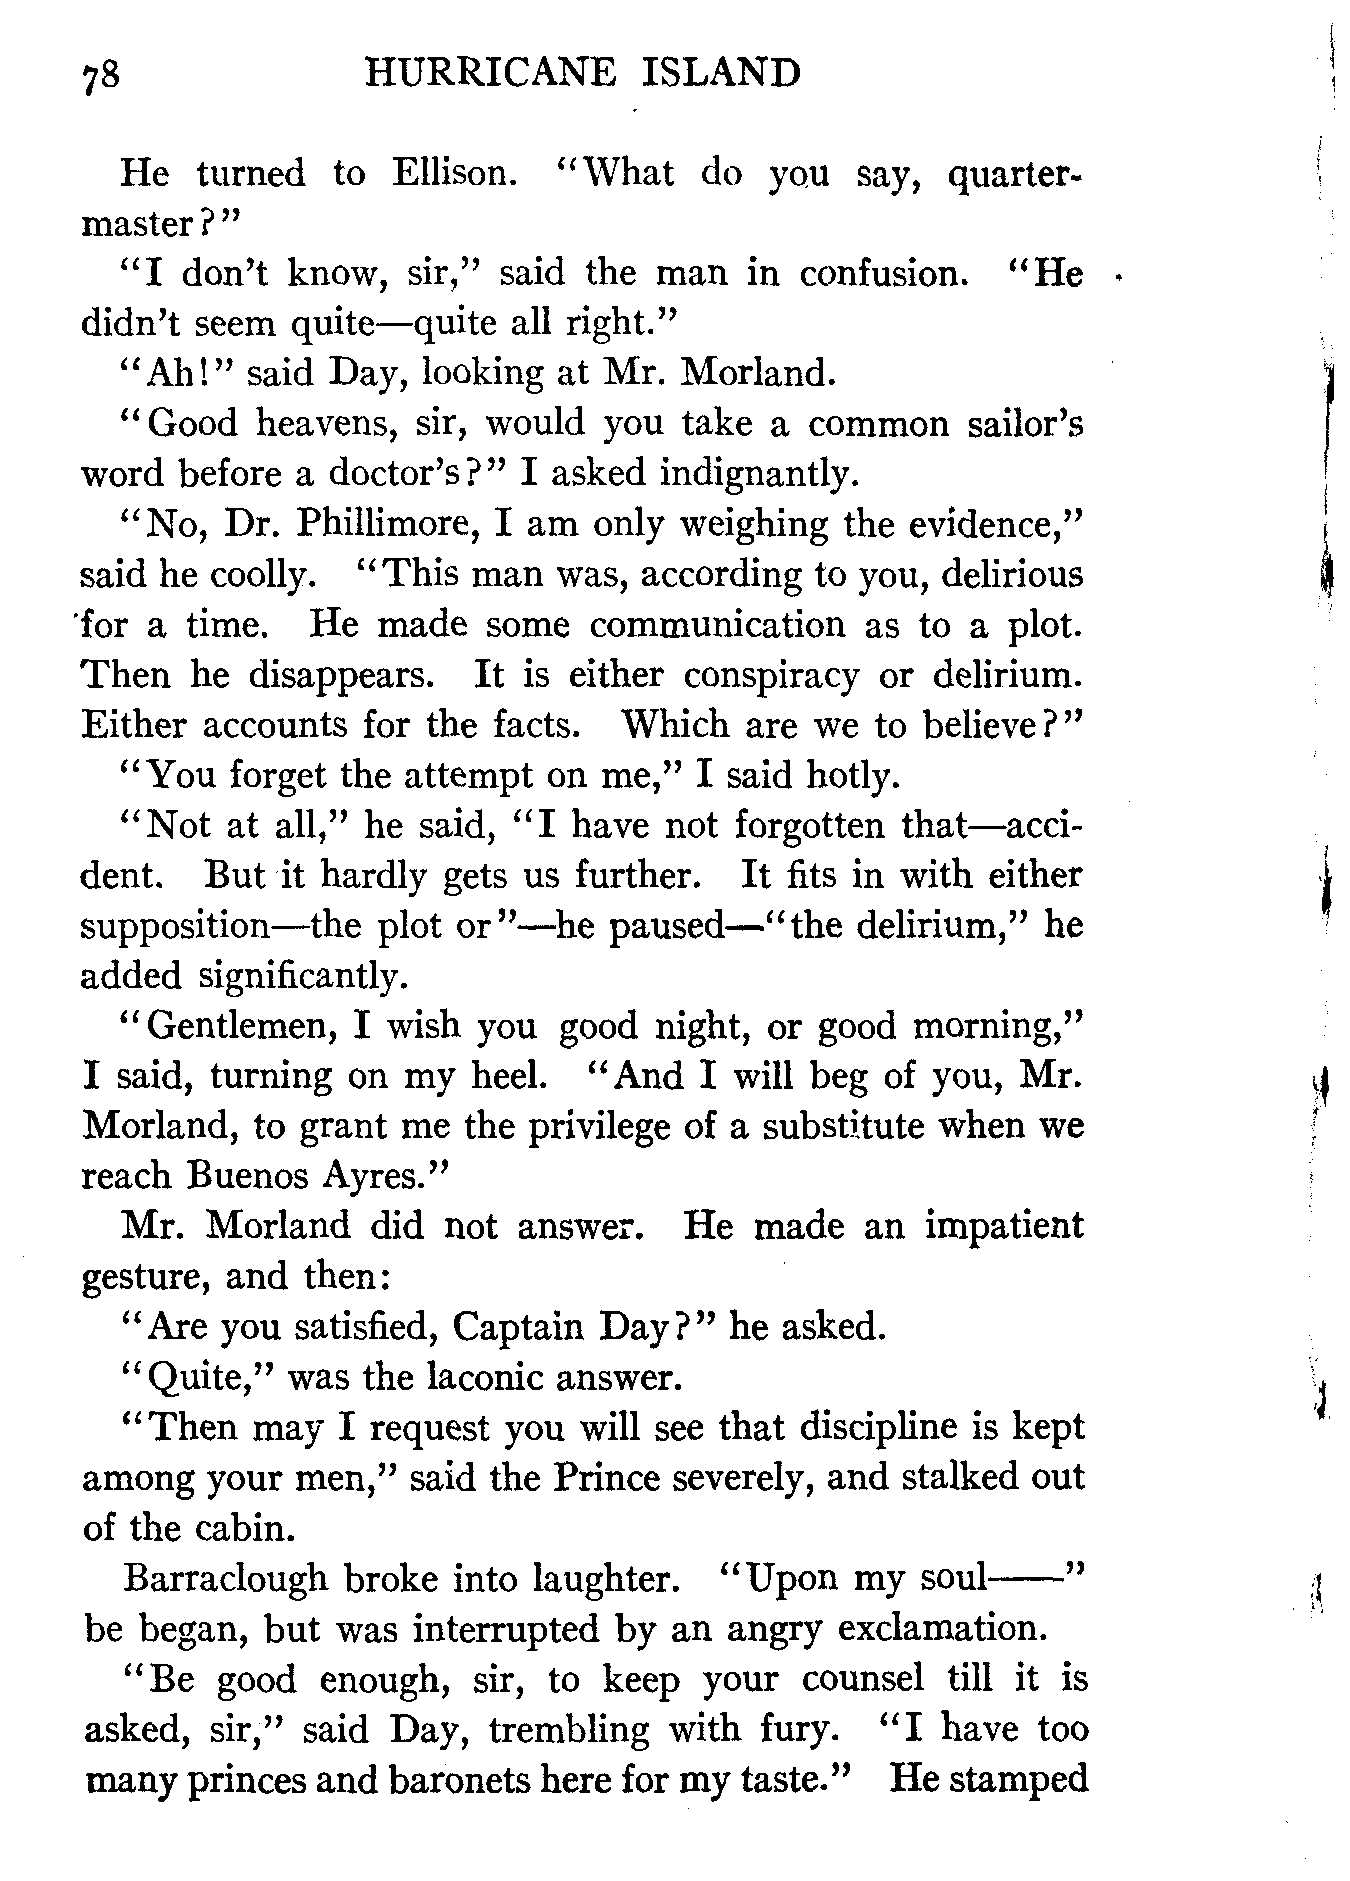 78 HURRICANE ISLAND
He turned to Ellison. “What do you say, quarter-
master?”
“I don’t know, sir,” said the man in confusion. “He
didn’t seem quite—quite all right.”
“Ah!” said Day, looking at Mr. Morland.
“Good heavens, sir, would you take a common sailor’s
word before a doctor’s?” I asked indignantly.
“No, Dr. Phillimore, I am only weighing the evidence,”
said he coolly. “This man was, according to you, delirious
for a time. He made some communication as to a plot.
Then he disappears. It is either conspiracy or delirium.
Either accounts for the facts. Which are we to believe?”
“You forget the attempt on me,” I said hotly.
“Not at all,” he said, “I have not forgotten that—acci-
dent. But it hardly gets us further. It fits in with either
supposition—the plot or”—he paused—“the delirium,” he
added significantly.
“Gentlemen, I wish you good night, or good morning,”
I said, turning on my heel. “And I will beg of you, Mr.
Morland, to grant me the privilege of a substitute when we
reach Buenos Ayres.”
Mr. Morland did not answer. He made an impatient
gesture, and then:
“Are you satisfied, Captain Day?” he asked.
“Quite,” was the laconic answer.
“Then may I request you will see that discipline is kept
among your men,” said the Prince severely, and stalked out
of the cabin.
Barraclough broke into laughter. “Upon my soul——”
be began, but was interrupted by an angry exclamation.
“Be good enough, sir, to keep your counsel till it is
asked, sir,” said Day, trembling with fury. “I have too
many princes and baronets here for my taste.” He stamped